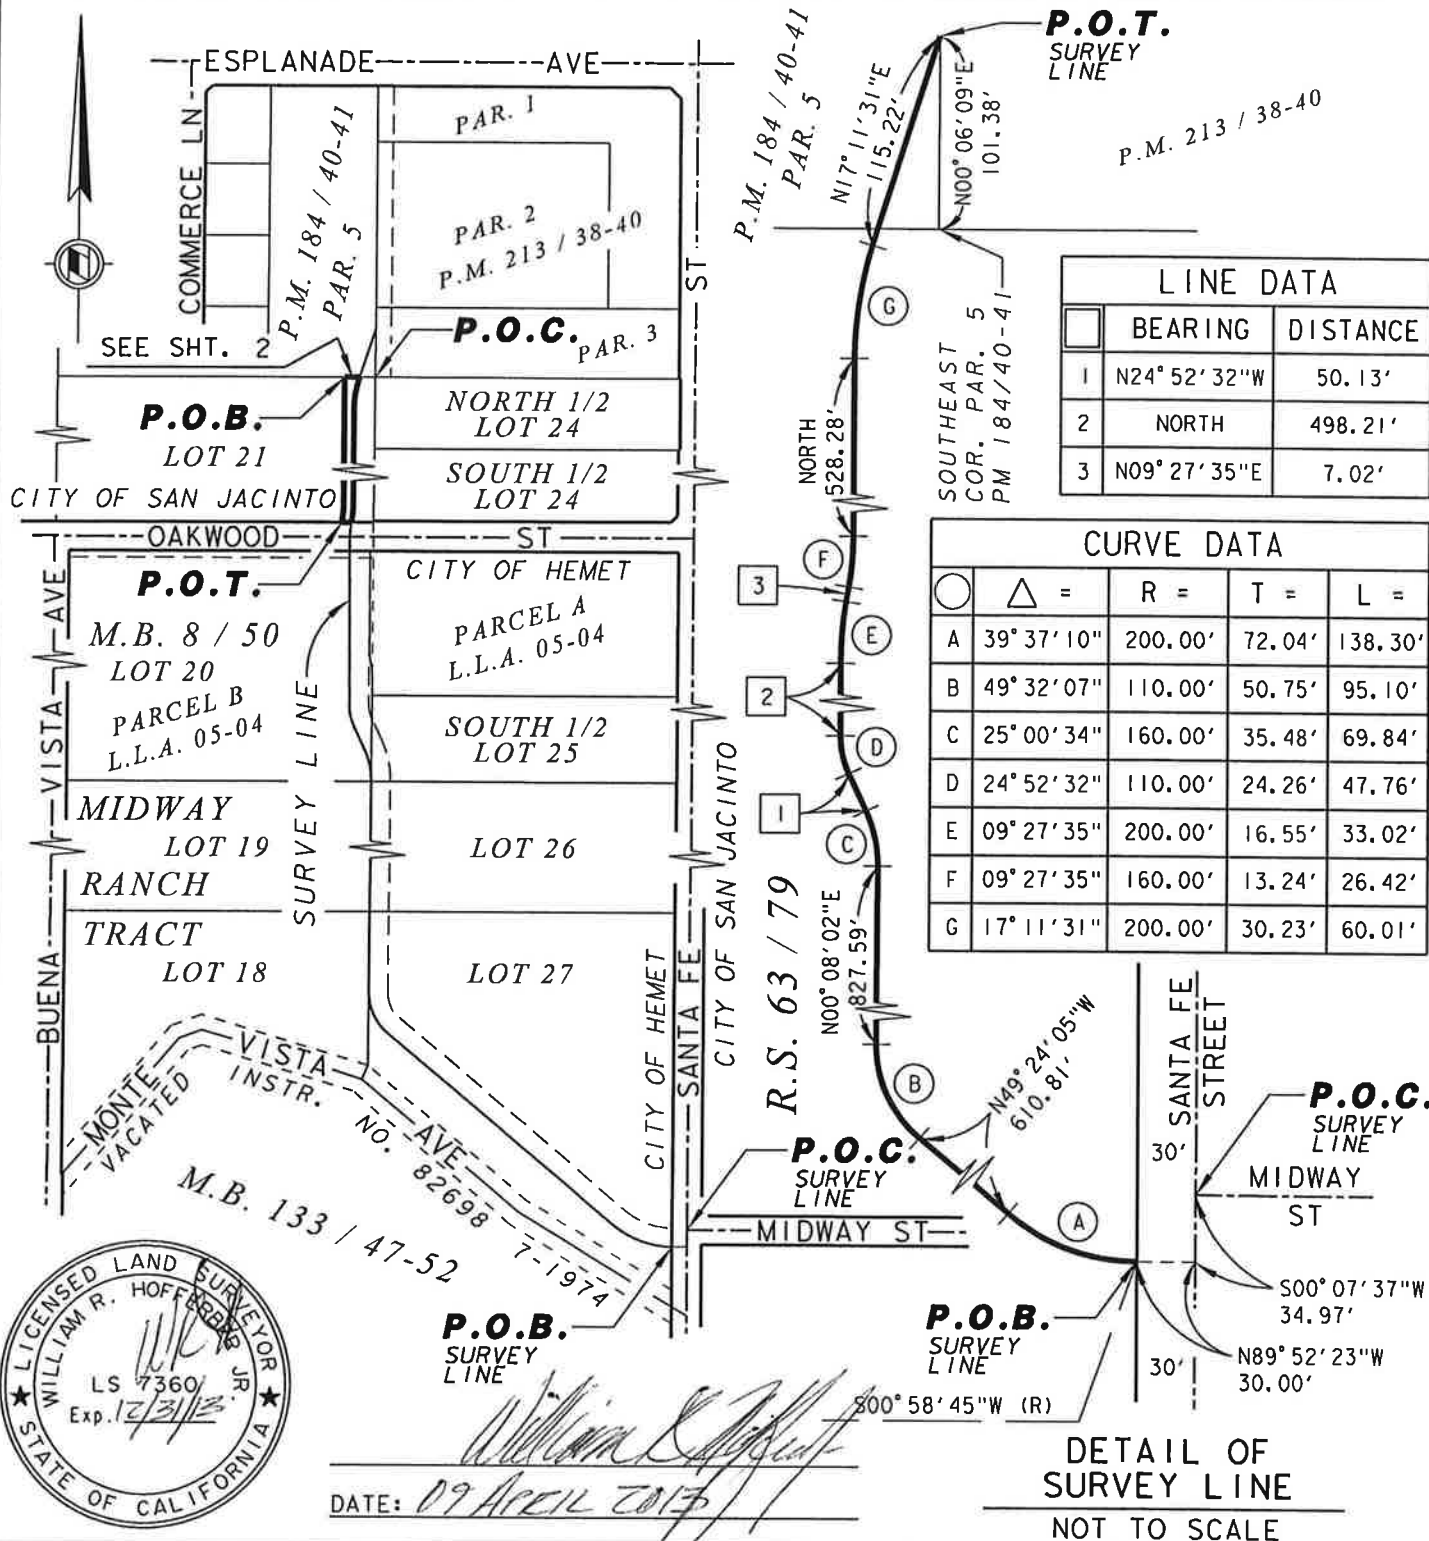 ESPLANADE AVE
COMMERCE LN
P.M. 184 / 40-41
PAR. 5
PAR. 1
PAR. 2
P.M. 213 / 38-40
ST
SEE SHT. 2
P.O.C.
PAR. 3
P.O.B.
LOT 21
NORTH 1/2
LOT 24
SOUTH 1/2
LOT 24
CITY OF SAN JACINTO
OAKWOOD ST
P.O.T.
CITY OF HEMET
M.B. 8 / 50
LOT 20
PARCEL B
L.L.A. 05-04
PARCEL A
L.L.A. 05-04
SOUTH 1/2
LOT 25
BUENA VISTA AVE
SURVEY LINE
MIDWAY
LOT 19
RANCH
LOT 26
TRACT
LOT 18
LOT 27
CITY OF HEMET
SANTA FE
CITY OF SAN JACINTO
R.S. 63 / 79
MONTE VISTA AVE
VACATED INSTR. NO. 82698 7-1974
M.B. 133 / 47-52
P.O.C.
SURVEY
LINE
MIDWAY ST
P.O.B.
SURVEY
LINE
P.O.T.
SURVEY
LINE
P.M. 184 / 40-41
PAR. 5
N17°11'31"E
115.22'
N00°06'09"E
101.38'
P.M. 213 / 38-40
G
SOUTHEAST
COR. PAR. 5
PM 184/40-41
NORTH
528.28'
F
3
E
2
D
1
C
N00°08'02"E
827.59'
B
N49°24'05"W
610.81'
A
LINE DATA
BEARING DISTANCE
1 N24°52'32"W 50.13'
2 NORTH 498.21'
3 N09°27'35"E 7.02'
CURVE DATA
△ = R = T = L =
A 39°37'10" 200.00' 72.04' 138.30'
B 49°32'07" 110.00' 50.75' 95.10'
C 25°00'34" 160.00' 35.48' 69.84'
D 24°52'32" 110.00' 24.26' 47.76'
E 09°27'35" 200.00' 16.55' 33.02'
F 09°27'35" 160.00' 13.24' 26.42'
G 17°11'31" 200.00' 30.23' 60.01'
SANTA FE
STREET
30'
P.O.C.
SURVEY
LINE
MIDWAY
ST
S00°07'37"W
34.97'
N89°52'23"W
30.00'
30'
P.O.B.
SURVEY
LINE
S00°58'45"W (R)
DETAIL OF
SURVEY LINE
NOT TO SCALE
LICENSED LAND SURVEYOR
WILLIAM R. HOFFERBER JR.
LS 7360
Exp. 12/31/13
STATE OF CALIFORNIA
DATE: 09 APRIL 2013